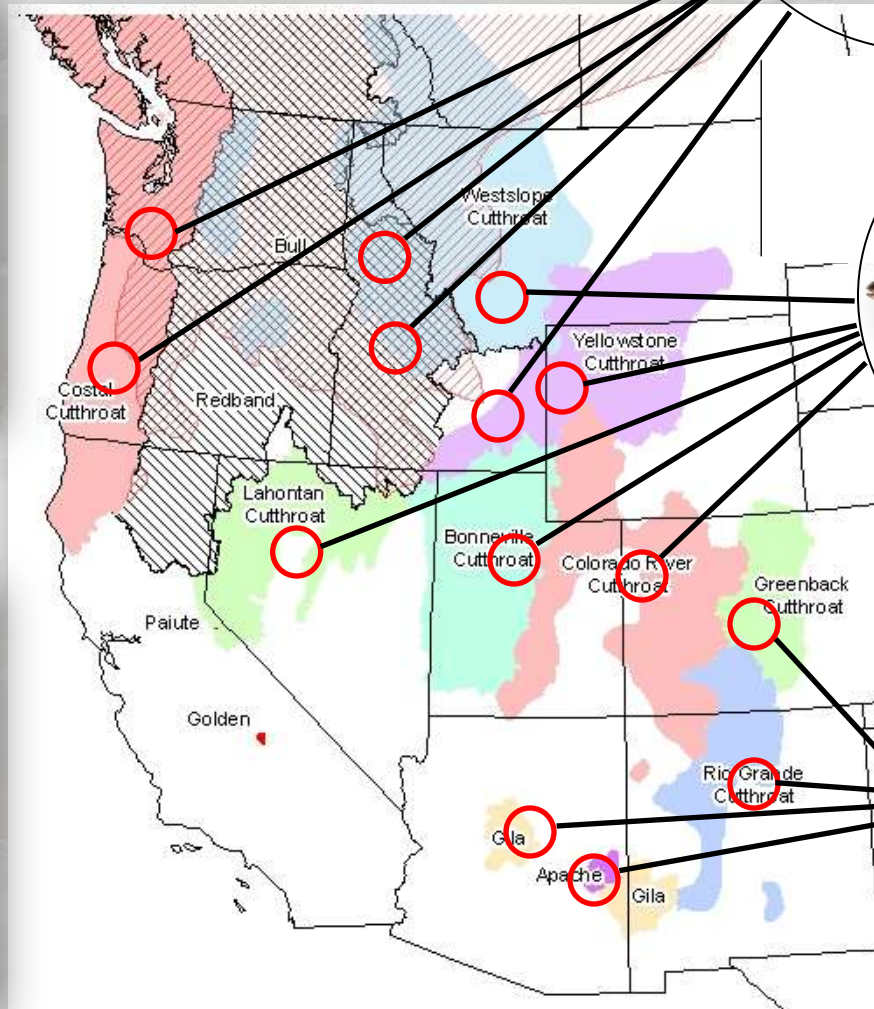 Westslope
Cutthroat
Bull
Yellowstone
Cutthroat
Costal
Cutthroat
Redband
Lahontan
Cutthroat
Bonneville
Cutthroat
Colorado River
Cutthroat
Greenback
Cutthroat
Paiute
Golden
Rio Grande
Cutthroat
Gila
Apache
Gila